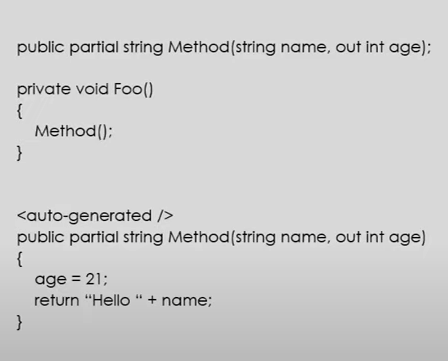 public partial string Method(string name, out int age);
private void Foo()
{
Method();
}
<auto-generated />
public partial string Method(string name, out int age)
{
age = 21;
return “Hello “ + name;
}